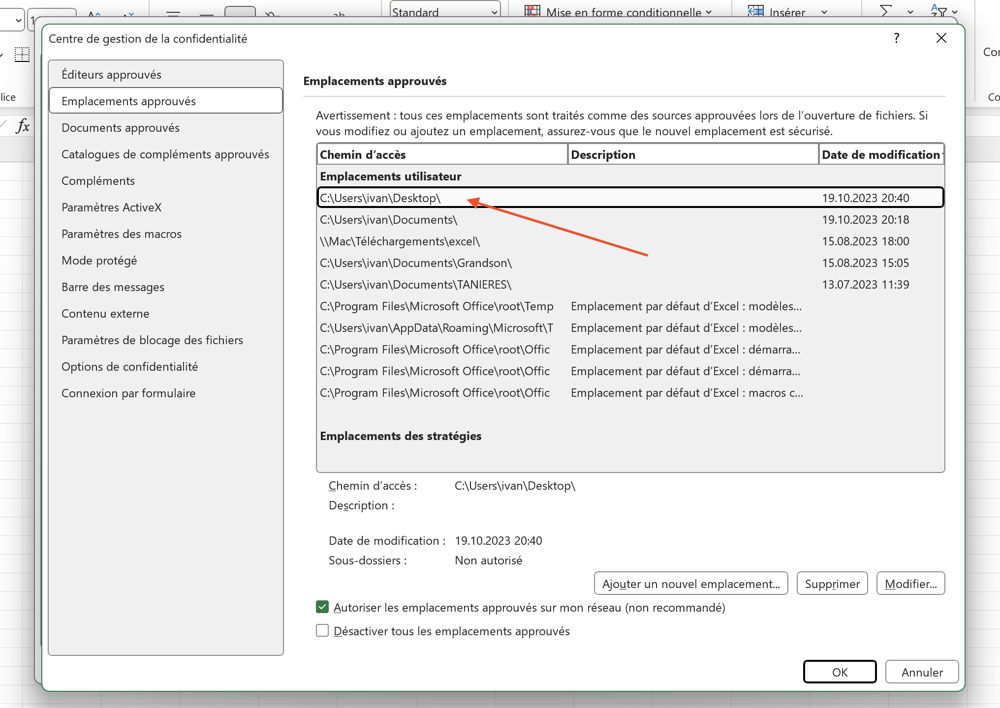 Standard
Mise en forme conditionnelle
Insérer
Centre de gestion de la confidentialité
?
Éditeurs approuvés
Emplacements approuvés
Documents approuvés
Catalogues de compléments approuvés
Compléments
Paramètres ActiveX
Paramètres des macros
Mode protégé
Barre des messages
Contenu externe
Paramètres de blocage des fichiers
Options de confidentialité
Connexion par formulaire
Emplacements approuvés
Avertissement : tous ces emplacements sont traités comme des sources approuvées lors de l’ouverture de fichiers. Si
vous modifiez ou ajoutez un emplacement, assurez-vous que le nouvel emplacement est sécurisé.
Chemin d’accès Description Date de modification
Emplacements utilisateur
C:\Users\ivan\Desktop\ 19.10.2023 20:40
C:\Users\ivan\Documents\ 19.10.2023 20:18
\\Mac\Téléchargements\excel\ 15.08.2023 18:00
C:\Users\ivan\Documents\Grandson\ 15.08.2023 15:05
C:\Users\ivan\Documents\TANIERES\ 13.07.2023 11:39
C:\Program Files\Microsoft Office\root\Temp Emplacement par défaut d’Excel : modèles...
C:\Users\ivan\AppData\Roaming\Microsoft\T Emplacement par défaut d’Excel : modèles...
C:\Program Files\Microsoft Office\root\Offic Emplacement par défaut d’Excel : démarra...
C:\Program Files\Microsoft Office\root\Offic Emplacement par défaut d’Excel : démarra...
C:\Program Files\Microsoft Office\root\Offic Emplacement par défaut d’Excel : macros c...
Emplacements des stratégies
Chemin d’accès : C:\Users\ivan\Desktop\
Description :
Date de modification : 19.10.2023 20:40
Sous-dossiers : Non autorisé
Ajouter un nouvel emplacement... Supprimer Modifier...
Autoriser les emplacements approuvés sur mon réseau (non recommandé)
Désactiver tous les emplacements approuvés
OK Annuler
lice
fx
Cor
Co